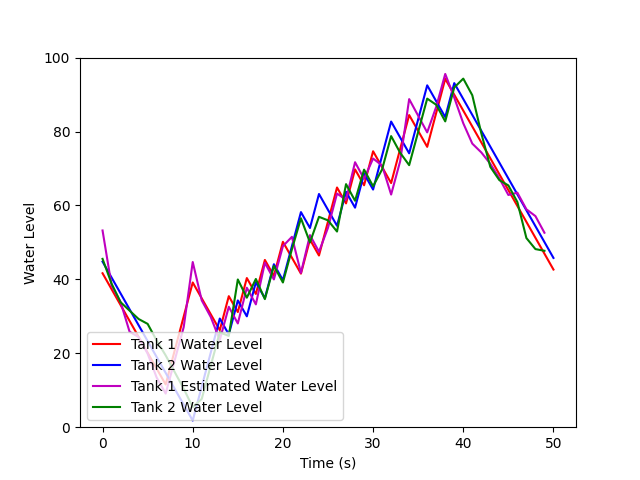 100
80
60
40
20
0
Water Level
Tank 1 Water Level
Tank 2 Water Level
Tank 1 Estimated Water Level
Tank 2 Water Level
0 10 20 30 40 50
Time (s)